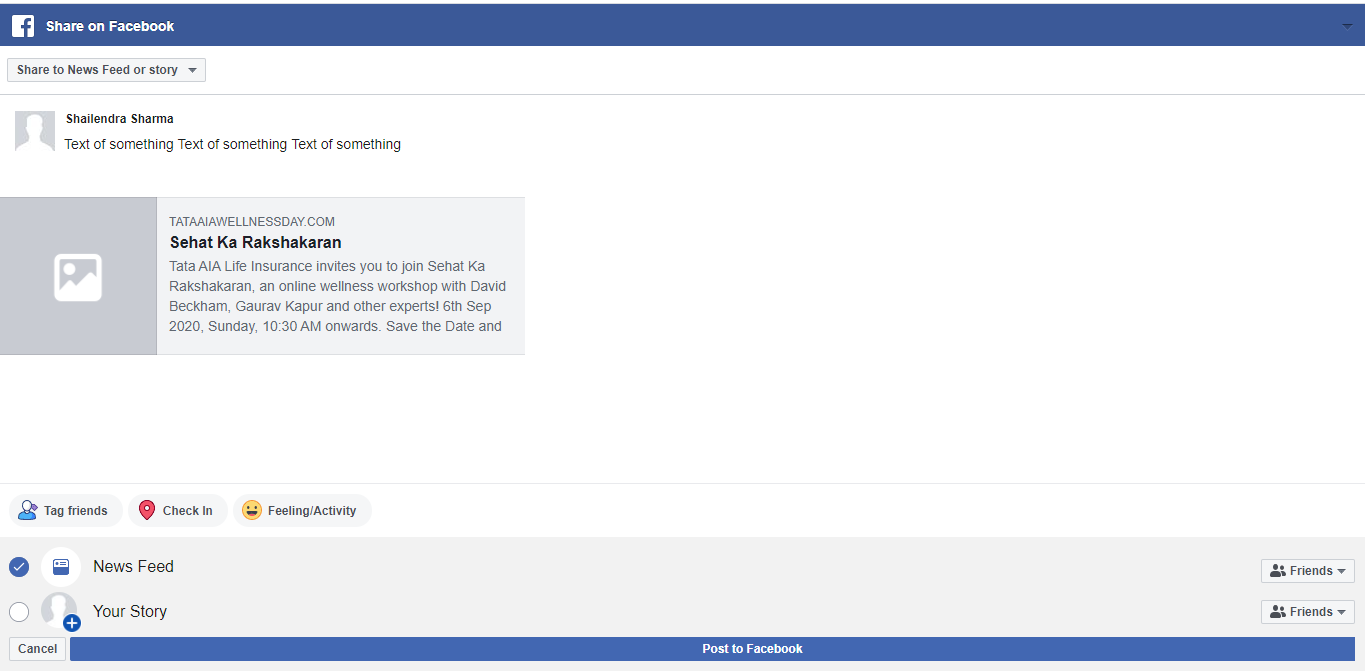 Share on Facebook
Share to News Feed or story
Shailendra Sharma
Text of something Text of something Text of something
TATAAIAWELLNESSDAY.COM
Sehat Ka Rakshakaran
Tata AIA Life Insurance invites you to join Sehat Ka
Rakshakaran, an online wellness workshop with David
Beckham, Gaurav Kapur and other experts! 6th Sep
2020, Sunday, 10:30 AM onwards. Save the Date and
Tag friends Check In Feeling/Activity
News Feed Friends
Your Story Friends
Cancel Post to Facebook